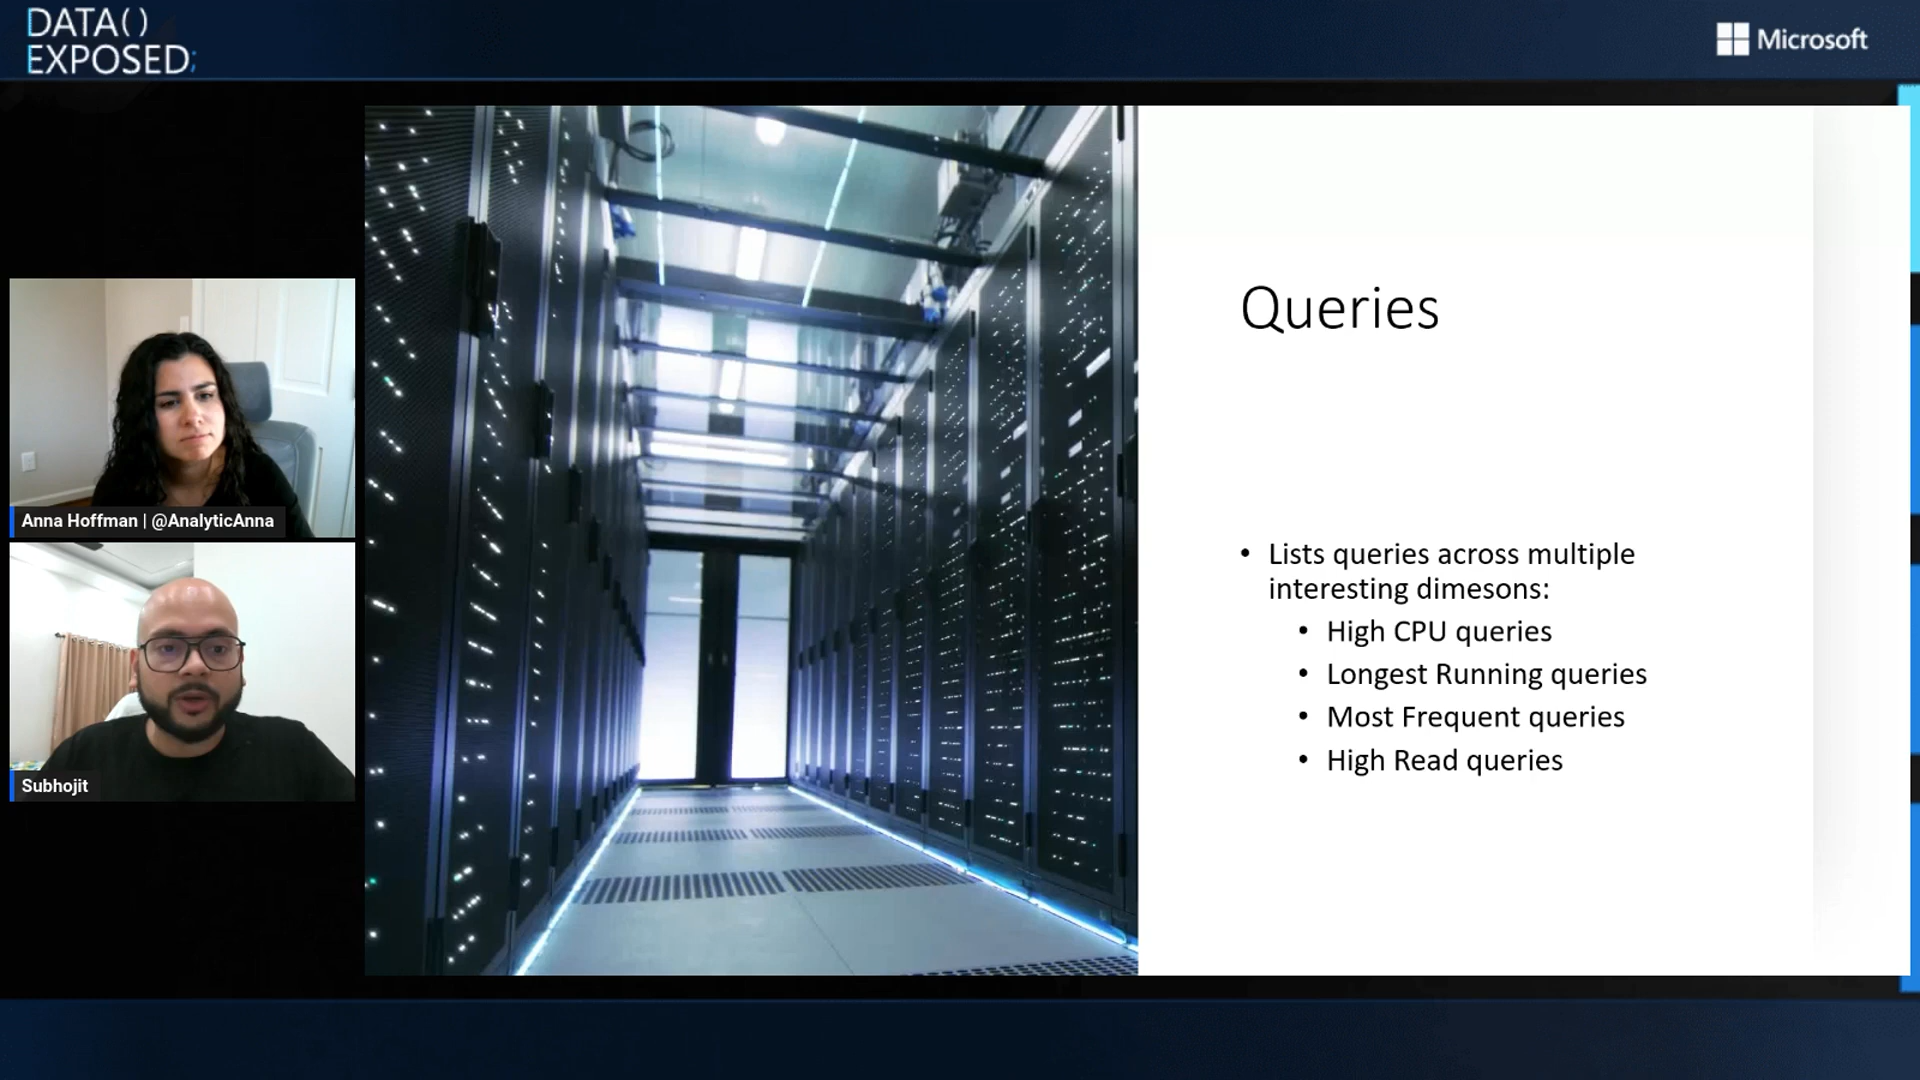 DATA()
EXPOSED;
Microsoft
Anna Hoffman | @AnalyticAnna
Subhojit
Queries
• Lists queries across multiple
interesting dimesons:
• High CPU queries
• Longest Running queries
• Most Frequent queries
• High Read queries